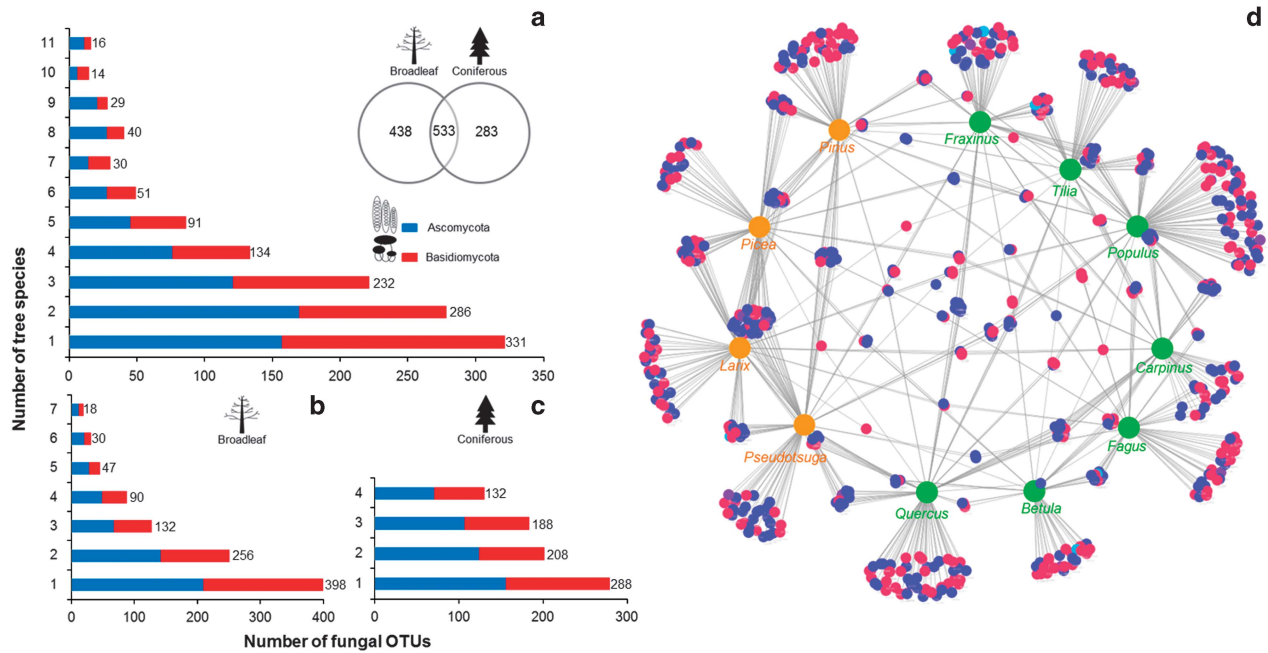 a
11 16
10 14
9 29
8 40
7 30
6 51
5 91
4 134
3 232
2 286
1 331
0 50 100 150 200 250 300 350
Broadleaf Coniferous
438 533 283
Ascomycota
Basidiomycota
Number of tree species
b
Broadleaf
7 18
6 30
5 47
4 90
3 132
2 256
1 398
0 100 200 300 400
c
Coniferous
4 132
3 188
2 208
1 288
0 100 200 300
Number of fungal OTUs
d
Pinus
Fraxinus
Tilia
Picea
Populus
Larix
Carpinus
Pseudotsuga
Fagus
Quercus
Betula